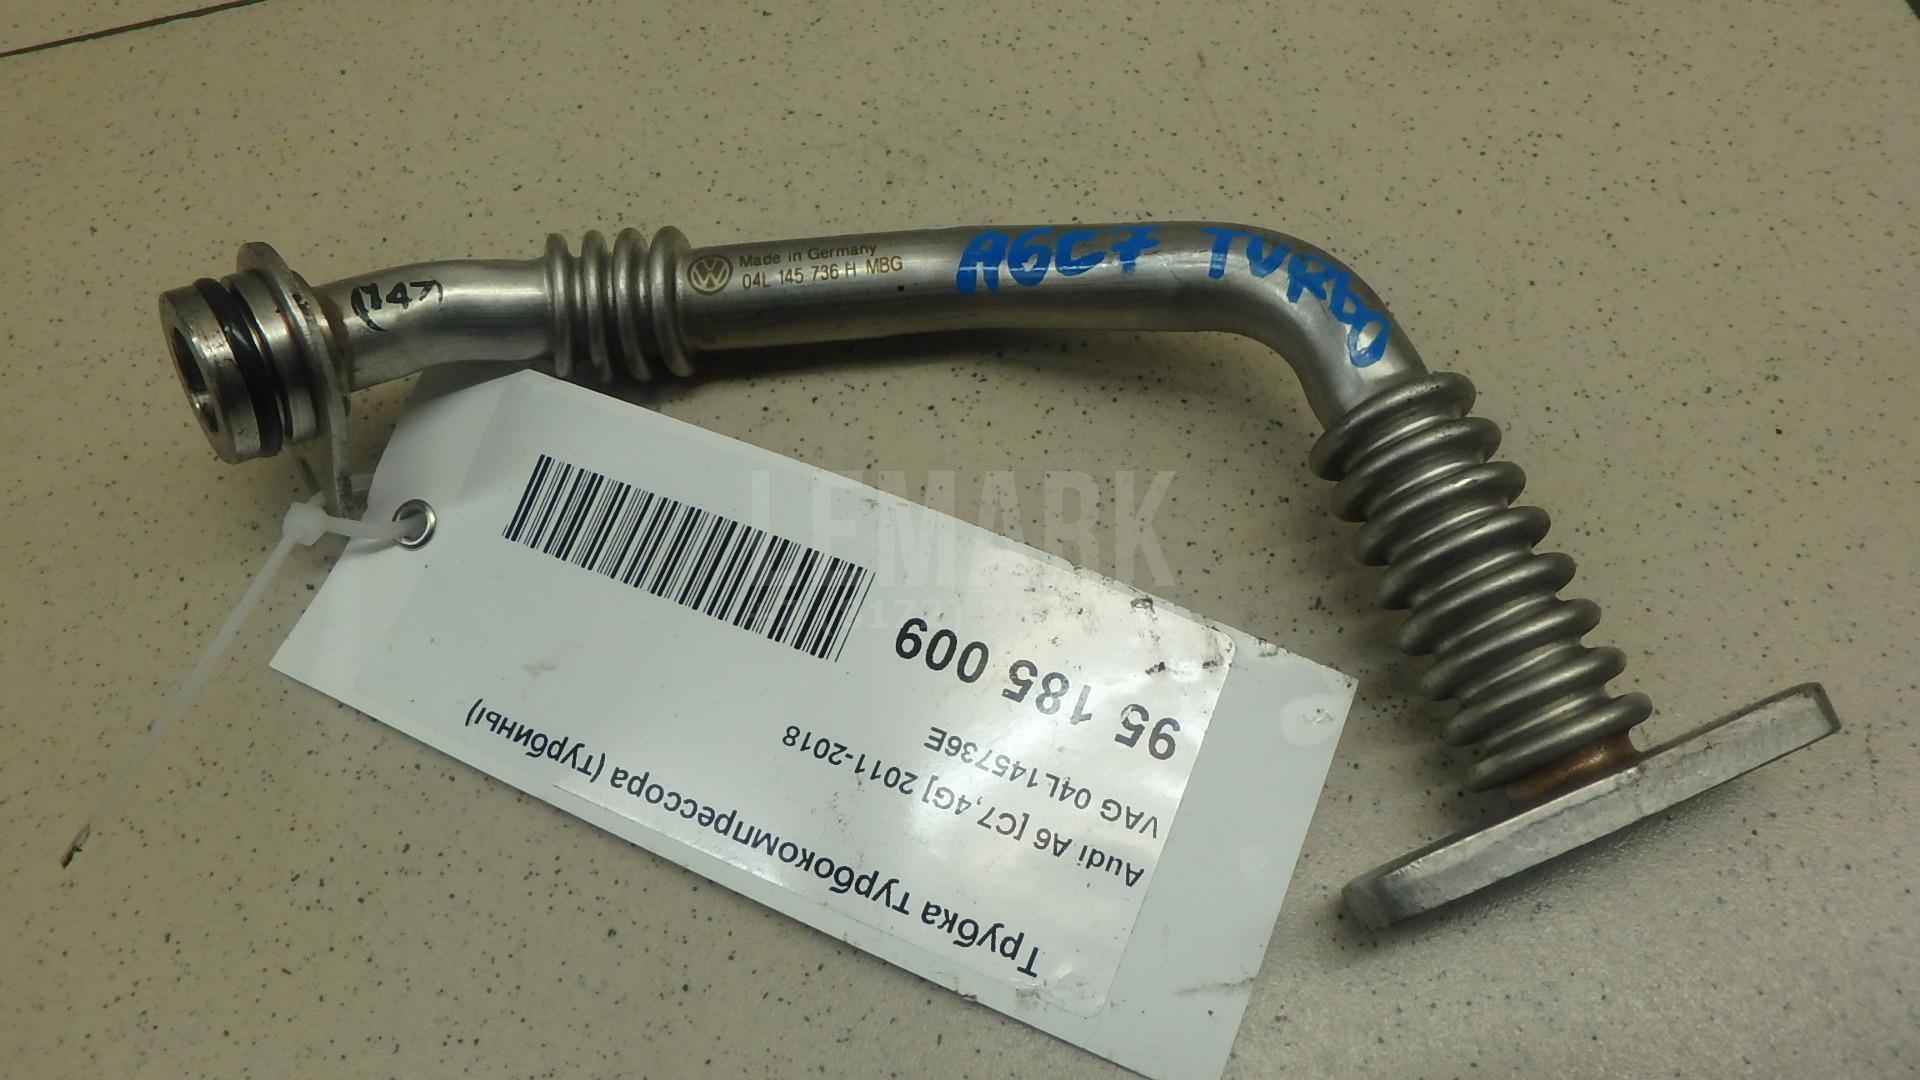 Made in Germany
04L 145 736 H MBG
A6C7 TURbO
(147)
LEMARK
95 185 009
VAG 04L145736E
Audi A6 [C7,4G] 2011-2018
Трубка турбокомпрессора (турбины)